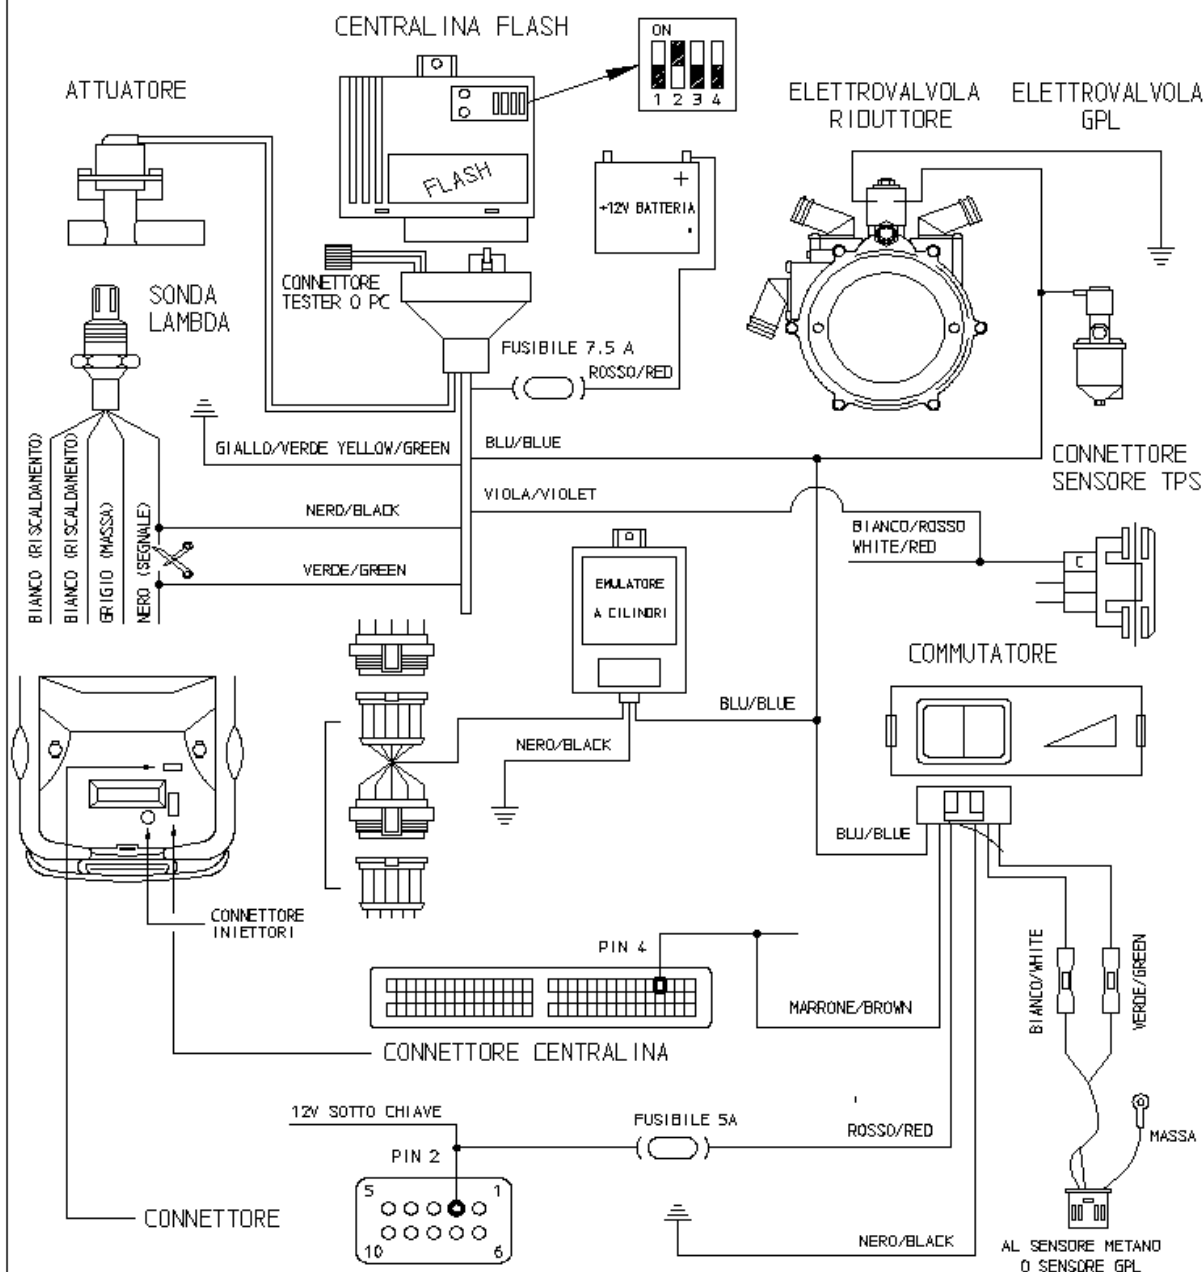 CENTRALINA FLASH
ON
1 2 3 4
ATTUATORE
ELETTROVALVOLA
RIDUTTORE
ELETTROVALVOLA
GPL
FLASH
+
+12V BATTERIA
CONNETTORE
TESTER O PC
SONDA
LAMBDA
FUSIBILE 7.5 A
ROSSO/RED
GIALLO/VERDE YELLOW/GREEN
BLU/BLUE
CONNETTORE
SENSORE TPS
VIOLA/VIOLET
NERO/BLACK
BIANCO/ROSSO
WHITE/RED
C
VERDE/GREEN
BIANCO (RISCALDAMENTO)
BIANCO (RISCALDAMENTO)
GRIGIO (MASSA)
NERO (SEGNALE)
EMULATORE
A CILINDRI
COMMUTATORE
BLU/BLUE
NERO/BLACK
BLU/BLUE
CONNETTORE
INIETTORI
PIN 4
MARRONE/BROWN
BIANCO/WHITE
VERDE/GREEN
CONNETTORE CENTRALINA
12V SOTTO CHIAVE
FUSIBILE 5A
ROSSO/RED
MASSA
PIN 2
5 1
10 6
CONNETTORE
NERO/BLACK
AL SENSORE METANO
O SENSORE GPL